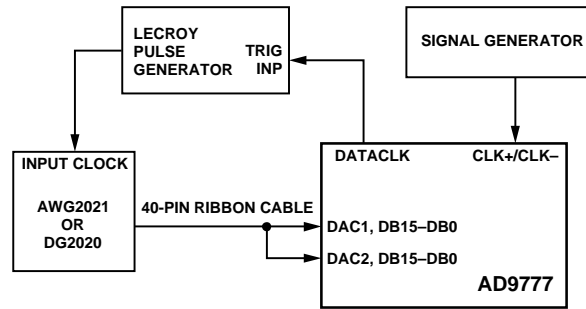 LECROY
PULSE
GENERATOR
TRIG
INP
SIGNAL GENERATOR
INPUT CLOCK
AWG2021
OR
DG2020
40-PIN RIBBON CABLE
DATACLK
CLK+/CLK–
DAC1, DB15–DB0
DAC2, DB15–DB0
AD9777